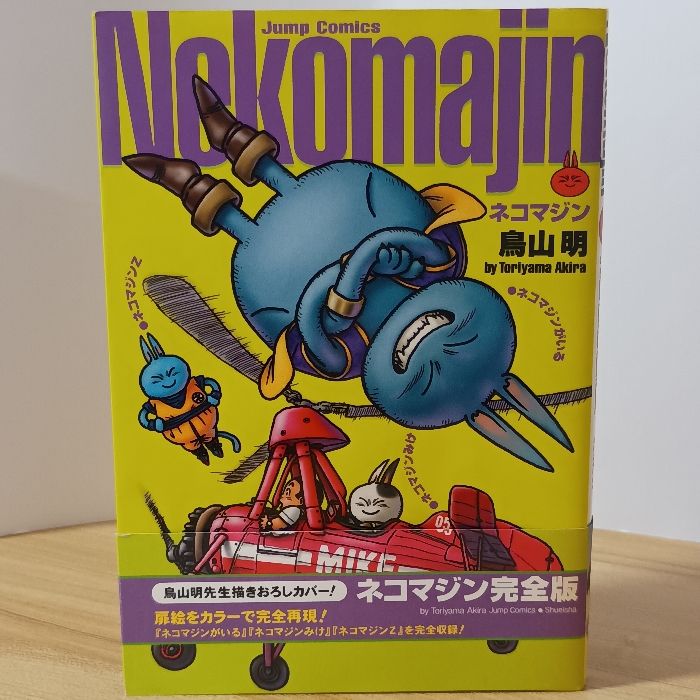 Jump Comics
Nekomajin
ネコマジン
鳥山 明
by Toriyama Akira
●ネコマジンZ
●ネコマジンがいる
●ネコマジンみけ
05
MIKE
鳥山明先生描きおろしカバー!
ネコマジン完全版
by Toriyama Akira Jump Comics ● Shueisha
扉絵をカラーで完全再現!
『ネコマジンがいる』『ネコマジンみけ』『ネコマジンZ』を完全収録!